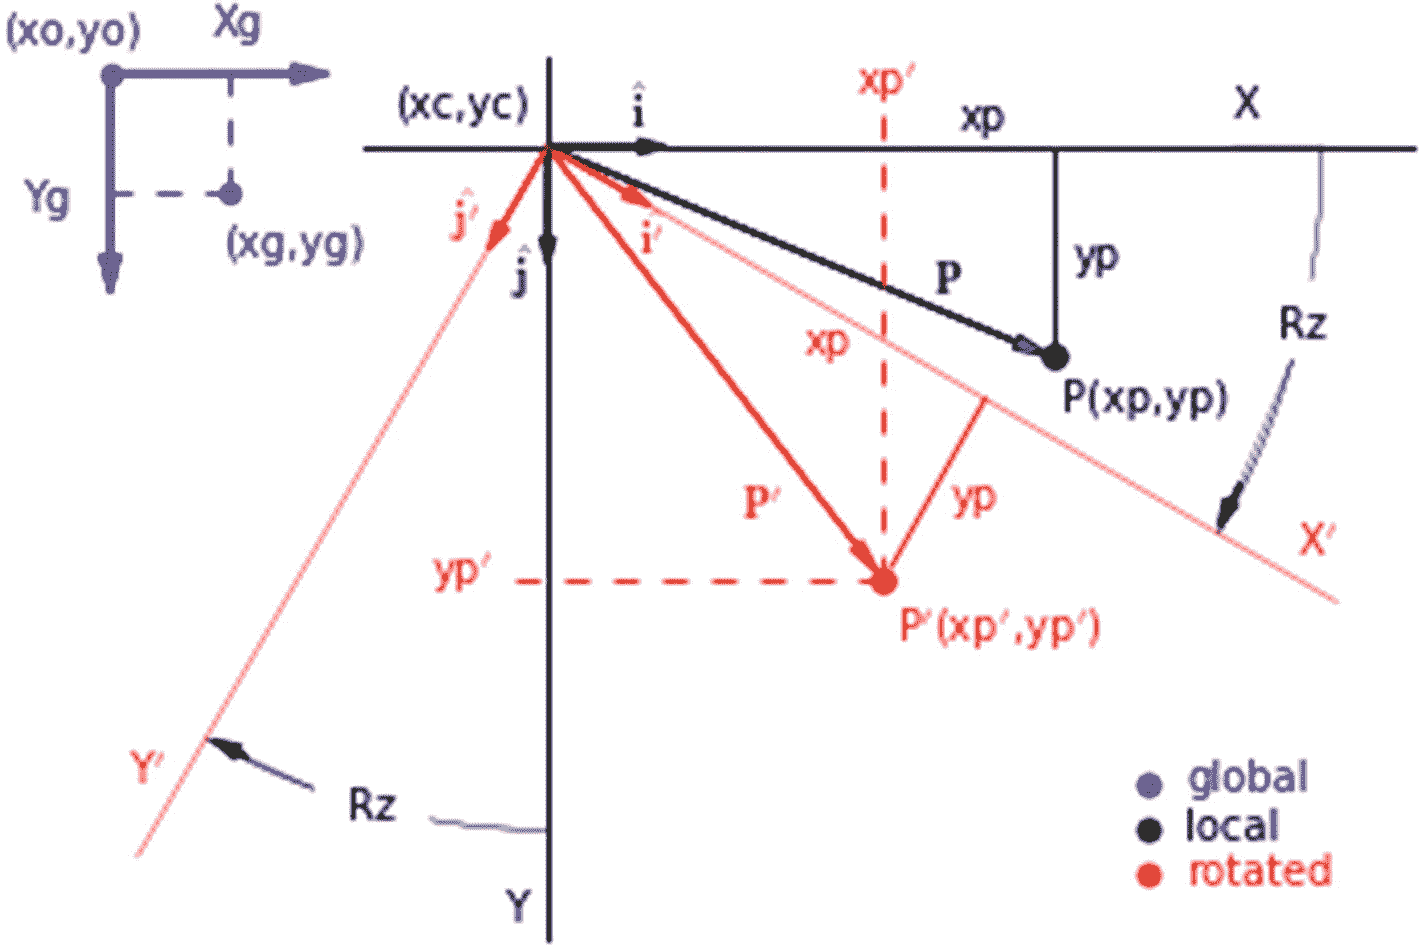 (xo,yo)
Xg
Yg
(xg,yg)
(xc,yc)
î
xp′
xp
X
ĵ′
î′
ĵ
P
yp
Rz
xp
P(xp,yp)
P′
yp
X′
yp′
P′(xp′,yp′)
Y′
Rz
Y
global
local
rotated